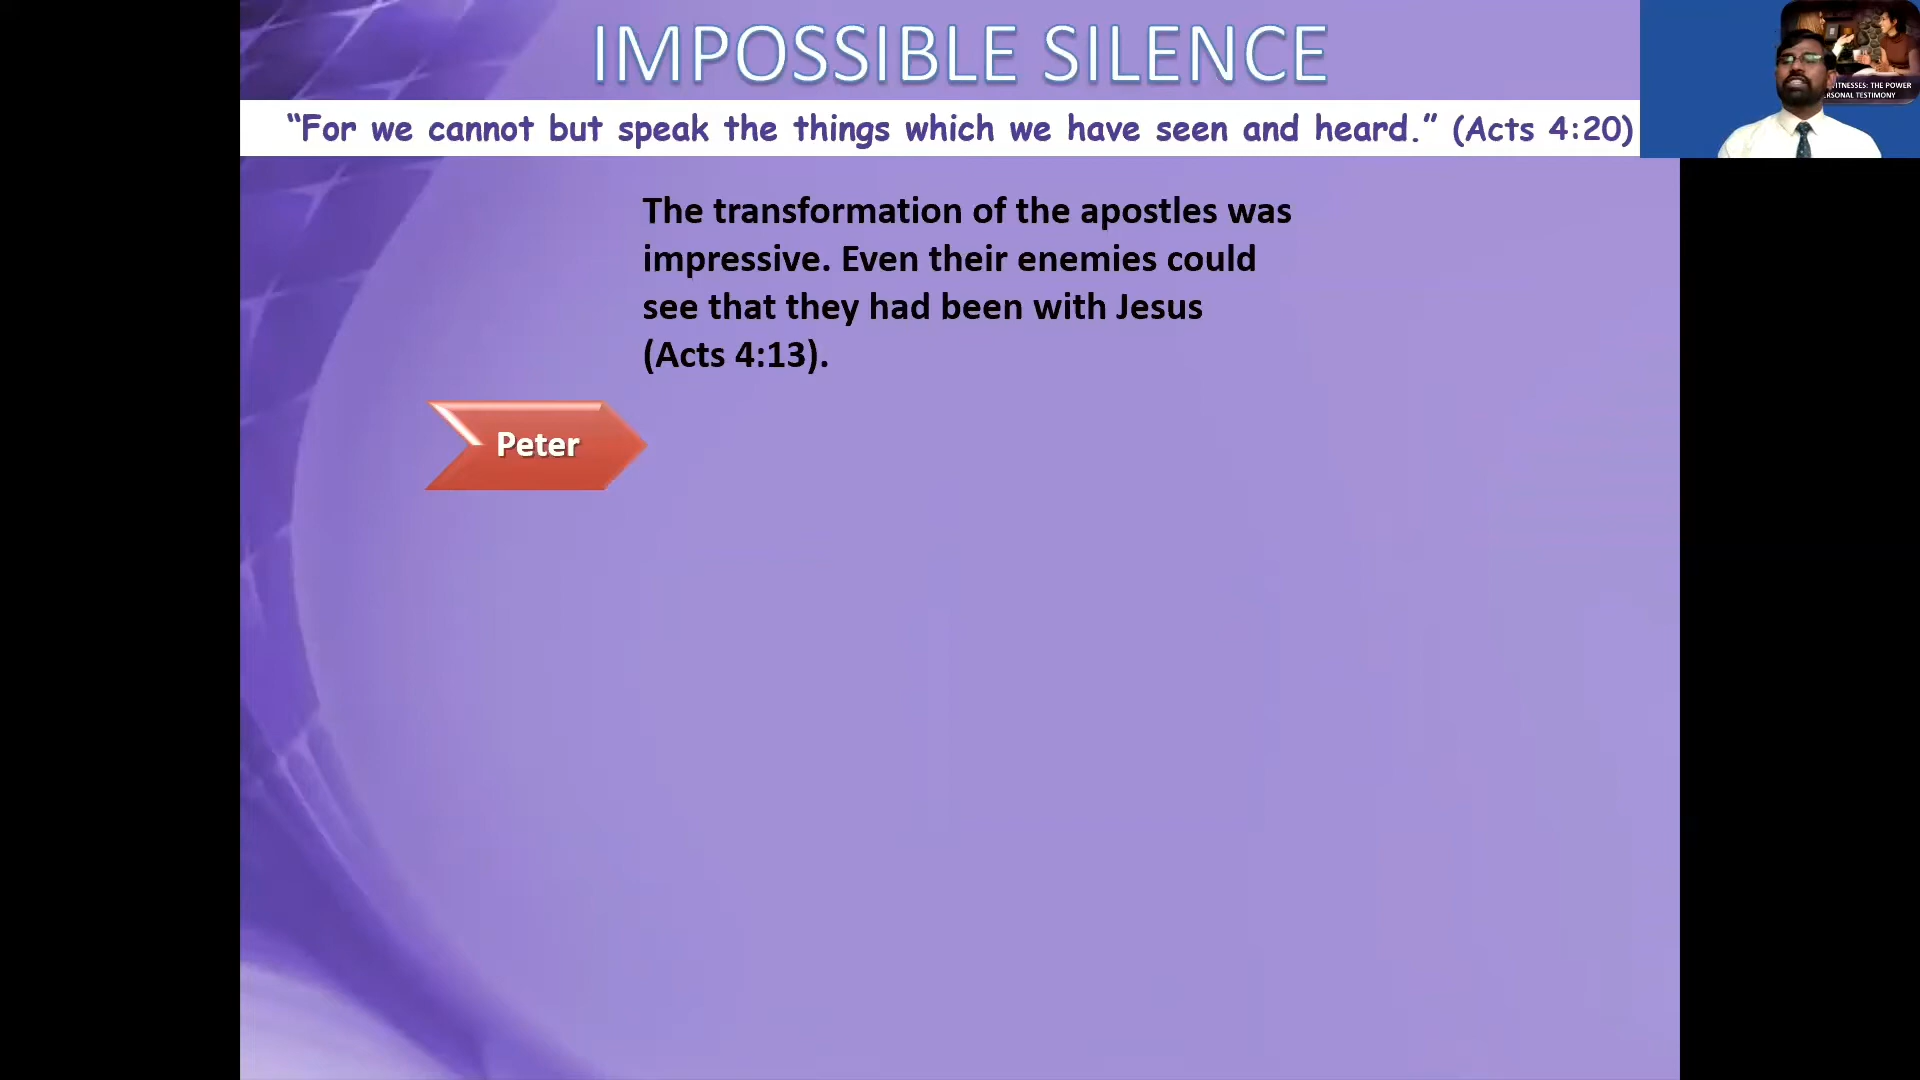 IMPOSSIBLE SILENCE
“For we cannot but speak the things which we have seen and heard.” (Acts 4:20)
The transformation of the apostles was
impressive. Even their enemies could
see that they had been with Jesus
(Acts 4:13).
Peter
THE POWER
TESTIMONY